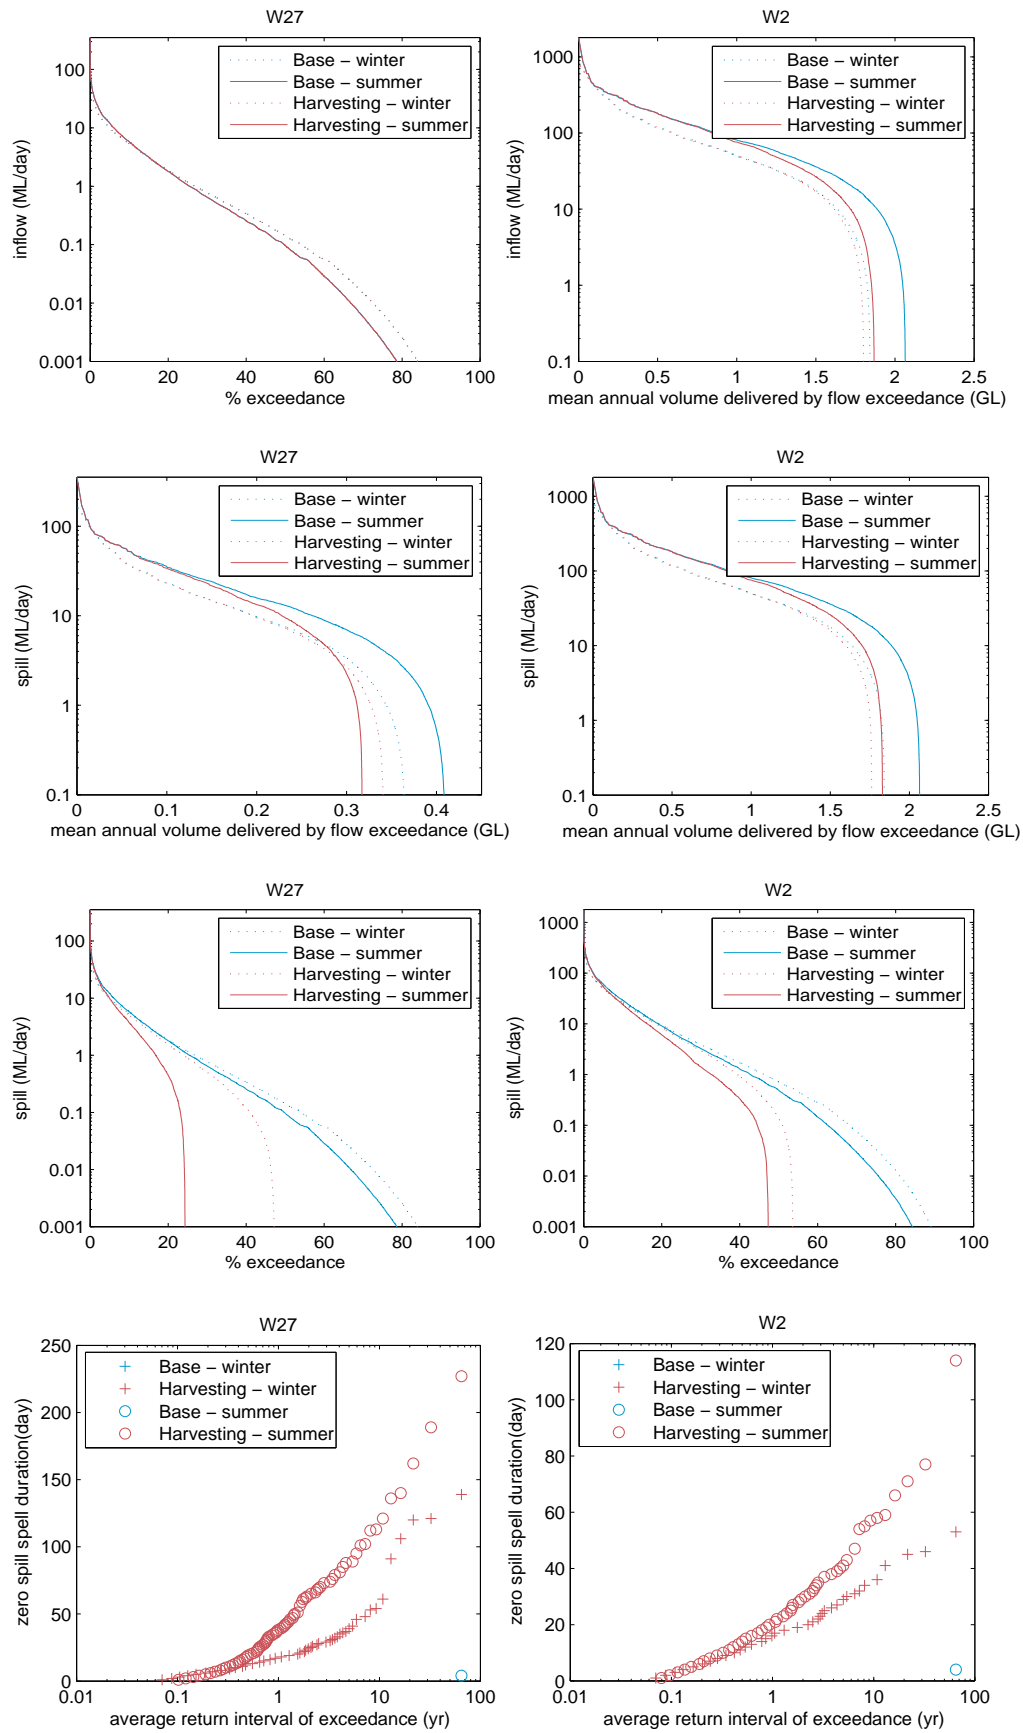 W27
Base – winter
Base – summer
Harvesting – winter
Harvesting – summer
100
10
1
0.1
0.01
0.001
0 20 40 60 80 100
inflow (ML/day)
% exceedance
W2
Base – winter
Base – summer
Harvesting – winter
Harvesting – summer
1000
100
10
1
0.1
0 0.5 1 1.5 2 2.5
inflow (ML/day)
mean annual volume delivered by flow exceedance (GL)
W27
Base – winter
Base – summer
Harvesting – winter
Harvesting – summer
100
10
1
0.1
0 0.1 0.2 0.3 0.4
spill (ML/day)
mean annual volume delivered by flow exceedance (GL)
W2
Base – winter
Base – summer
Harvesting – winter
Harvesting – summer
1000
100
10
1
0.1
0 0.5 1 1.5 2 2.5
spill (ML/day)
mean annual volume delivered by flow exceedance (GL)
W27
Base – winter
Base – summer
Harvesting – winter
Harvesting – summer
100
10
1
0.1
0.01
0.001
0 20 40 60 80 100
spill (ML/day)
% exceedance
W2
Base – winter
Base – summer
Harvesting – winter
Harvesting – summer
1000
100
10
1
0.1
0.01
0.001
0 20 40 60 80 100
spill (ML/day)
% exceedance
W27
Base – winter
Harvesting – winter
Base – summer
Harvesting – summer
250
200
150
100
50
0
0.01 0.1 1 10 100
zero spill spell duration(day)
average return interval of exceedance (yr)
W2
Base – winter
Harvesting – winter
Base – summer
Harvesting – summer
120
100
80
60
40
20
0
0.01 0.1 1 10 100
zero spill spell duration(day)
average return interval of exceedance (yr)